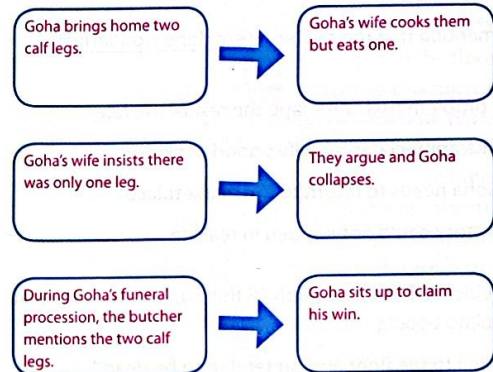 Goha brings home two
calf legs.
Goha's wife cooks them
but eats one.
Goha's wife insists there
was only one leg.
They argue and Goha
collapses.
During Goha's funeral
procession, the butcher
mentions the two calf
legs.
Goha sits up to claim
his win.